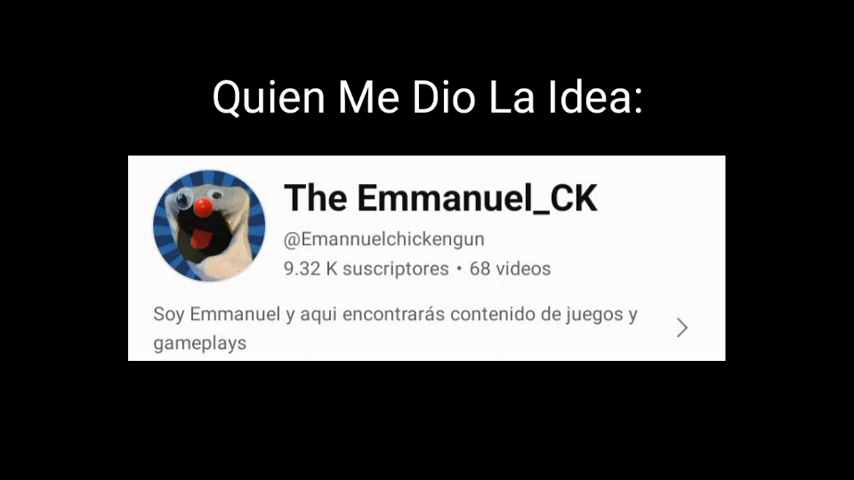 Quien Me Dio La Idea:
The Emmanuel_CK
@Emannuelchickengun
9.32 K suscriptores • 68 videos
Soy Emmanuel y aqui encontrarás contenido de juegos y
gameplays